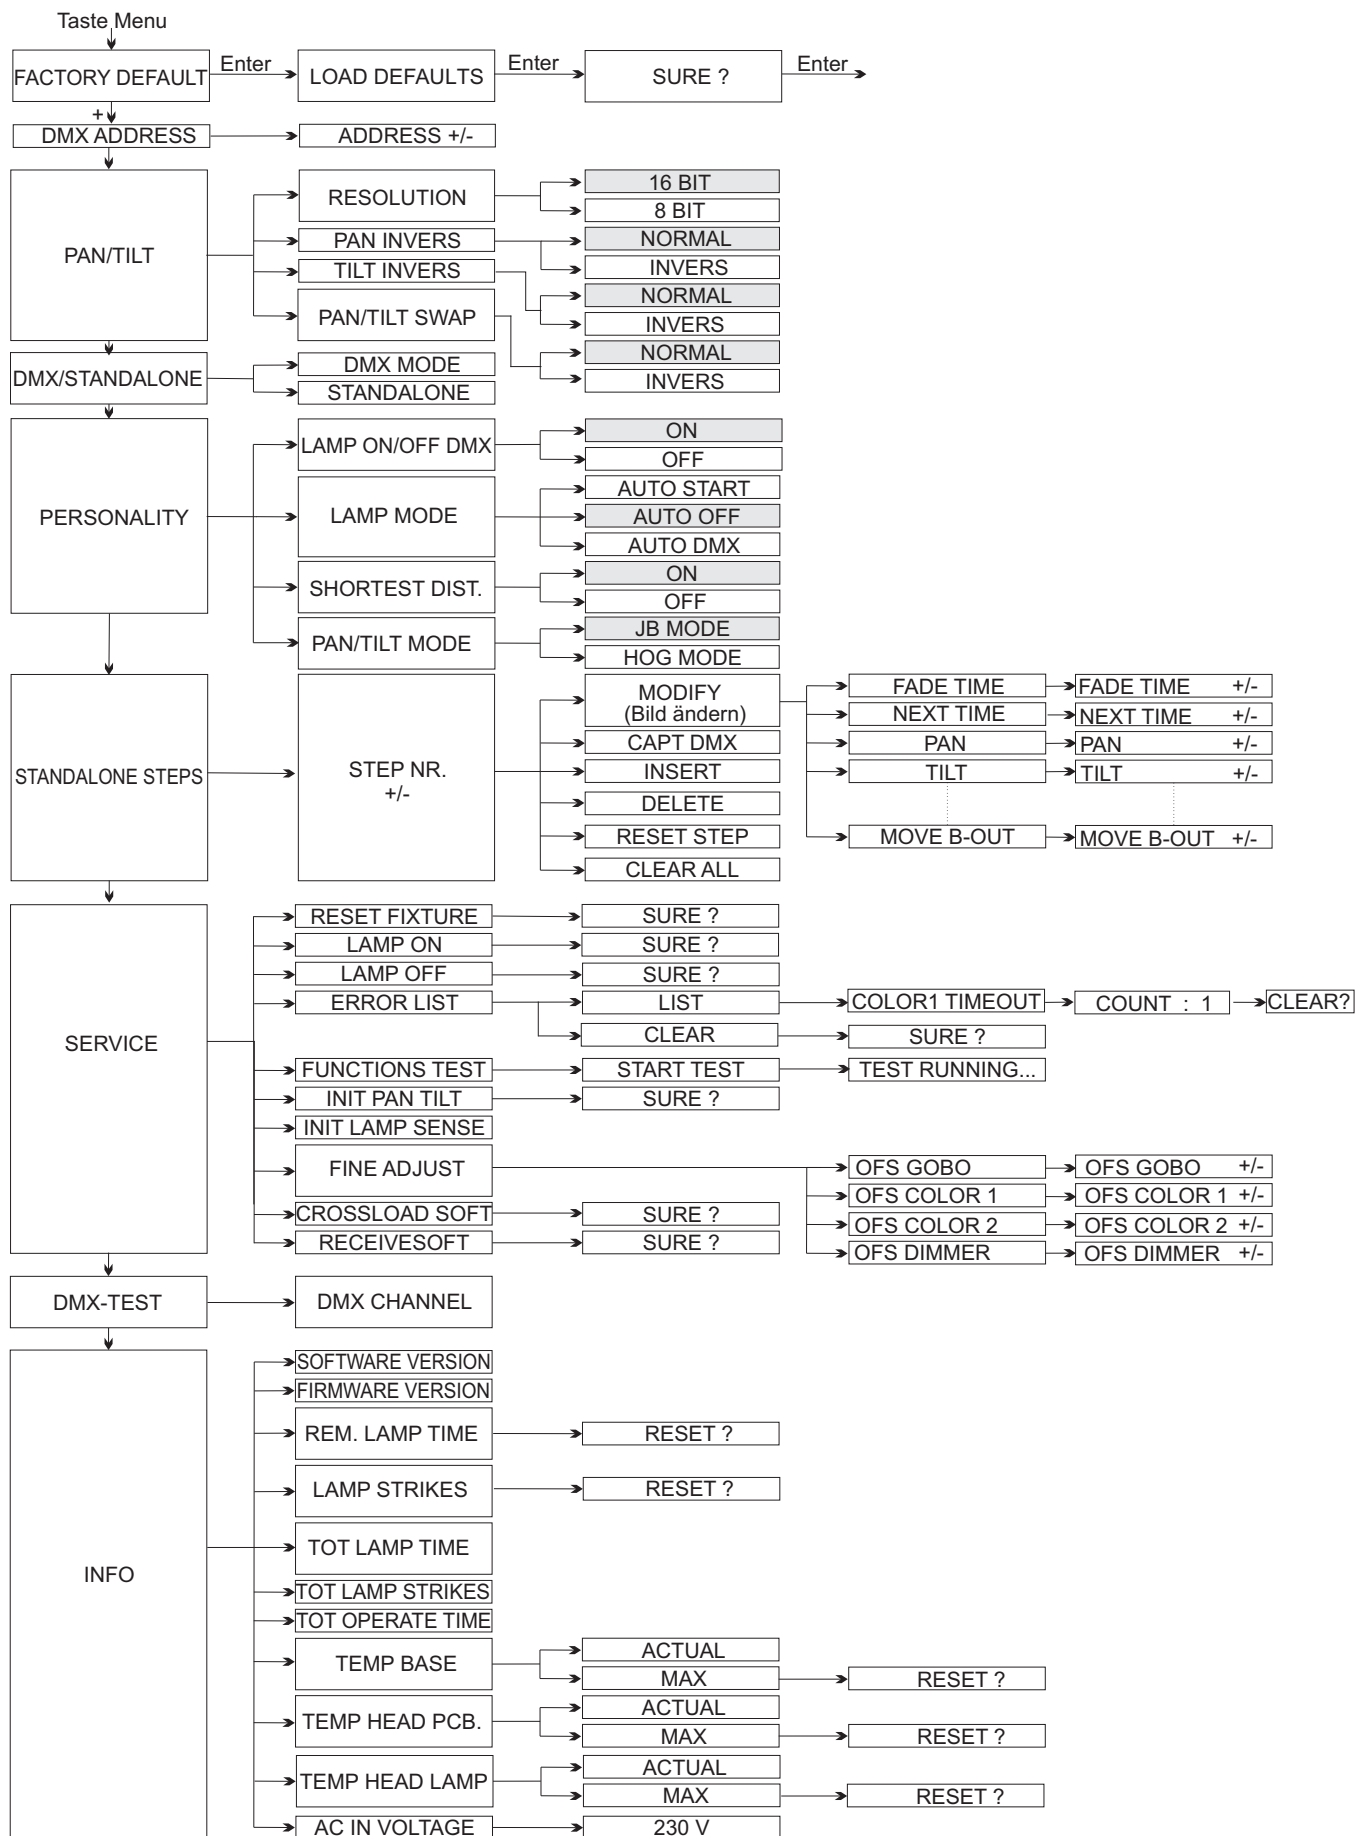 Taste Menu
FACTORY DEFAULT Enter LOAD DEFAULTS Enter SURE ? Enter
+
DMX ADDRESS ADDRESS +/-
PAN/TILT
RESOLUTION
16 BIT
8 BIT
PAN INVERS
NORMAL
INVERS
TILT INVERS
NORMAL
INVERS
PAN/TILT SWAP
NORMAL
INVERS
DMX/STANDALONE
DMX MODE
STANDALONE
PERSONALITY
LAMP ON/OFF DMX
ON
OFF
LAMP MODE
AUTO START
AUTO OFF
AUTO DMX
SHORTEST DIST.
ON
OFF
PAN/TILT MODE
JB MODE
HOG MODE
STANDALONE STEPS
STEP NR.
+/-
MODIFY
(Bild ändern)
FADE TIME FADE TIME +/-
NEXT TIME NEXT TIME +/-
PAN PAN +/-
TILT TILT +/-
MOVE B-OUT MOVE B-OUT +/-
CAPT DMX
INSERT
DELETE
RESET STEP
CLEAR ALL
SERVICE
RESET FIXTURE SURE ?
LAMP ON SURE ?
LAMP OFF SURE ?
ERROR LIST LIST COLOR1 TIMEOUT COUNT : 1 CLEAR?
CLEAR SURE ?
FUNCTIONS TEST START TEST TEST RUNNING...
INIT PAN TILT SURE ?
INIT LAMP SENSE
FINE ADJUST
OFS GOBO OFS GOBO +/-
OFS COLOR 1 OFS COLOR 1 +/-
OFS COLOR 2 OFS COLOR 2 +/-
OFS DIMMER OFS DIMMER +/-
CROSSLOAD SOFT SURE ?
RECEIVESOFT SURE ?
DMX-TEST DMX CHANNEL
INFO
SOFTWARE VERSION
FIRMWARE VERSION
REM. LAMP TIME RESET ?
LAMP STRIKES RESET ?
TOT LAMP TIME
TOT LAMP STRIKES
TOT OPERATE TIME
TEMP BASE
ACTUAL
MAX RESET ?
TEMP HEAD PCB.
ACTUAL
MAX RESET ?
TEMP HEAD LAMP
ACTUAL
MAX RESET ?
AC IN VOLTAGE 230 V